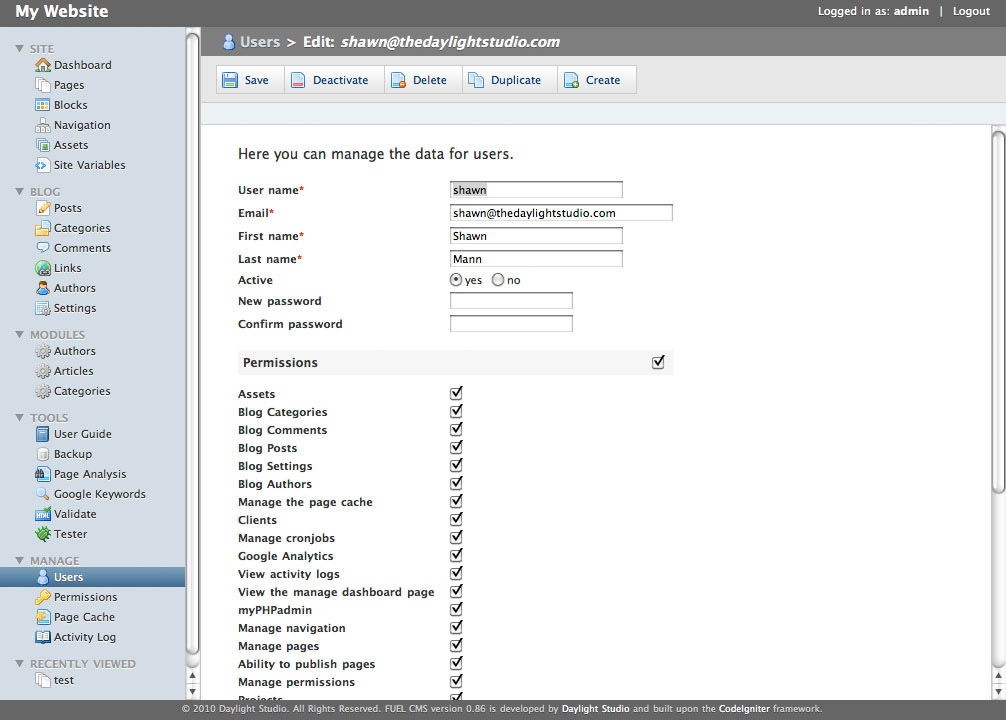 My Website
Logged in as: admin | Logout
SITE
Dashboard
Pages
Blocks
Navigation
Assets
Site Variables
BLOG
Posts
Categories
Comments
Links
Authors
Settings
MODULES
Authors
Articles
Categories
TOOLS
User Guide
Backup
Page Analysis
Google Keywords
Validate
Tester
MANAGE
Users
Permissions
Page Cache
Activity Log
RECENTLY VIEWED
test
Users > Edit: shawn@thedaylightstudio.com
Save Deactivate Delete Duplicate Create
Here you can manage the data for users.
User name* shawn
Email* shawn@thedaylightstudio.com
First name* Shawn
Last name* Mann
Active yes no
New password
Confirm password
Permissions
Assets
Blog Categories
Blog Comments
Blog Posts
Blog Settings
Blog Authors
Manage the page cache
Clients
Manage cronjobs
Google Analytics
View activity logs
View the manage dashboard page
myPHPadmin
Manage navigation
Manage pages
Ability to publish pages
Manage permissions
Projects
© 2010 Daylight Studio. All Rights Reserved. FUEL CMS version 0.86 is developed by Daylight Studio and built upon the CodeIgniter framework.